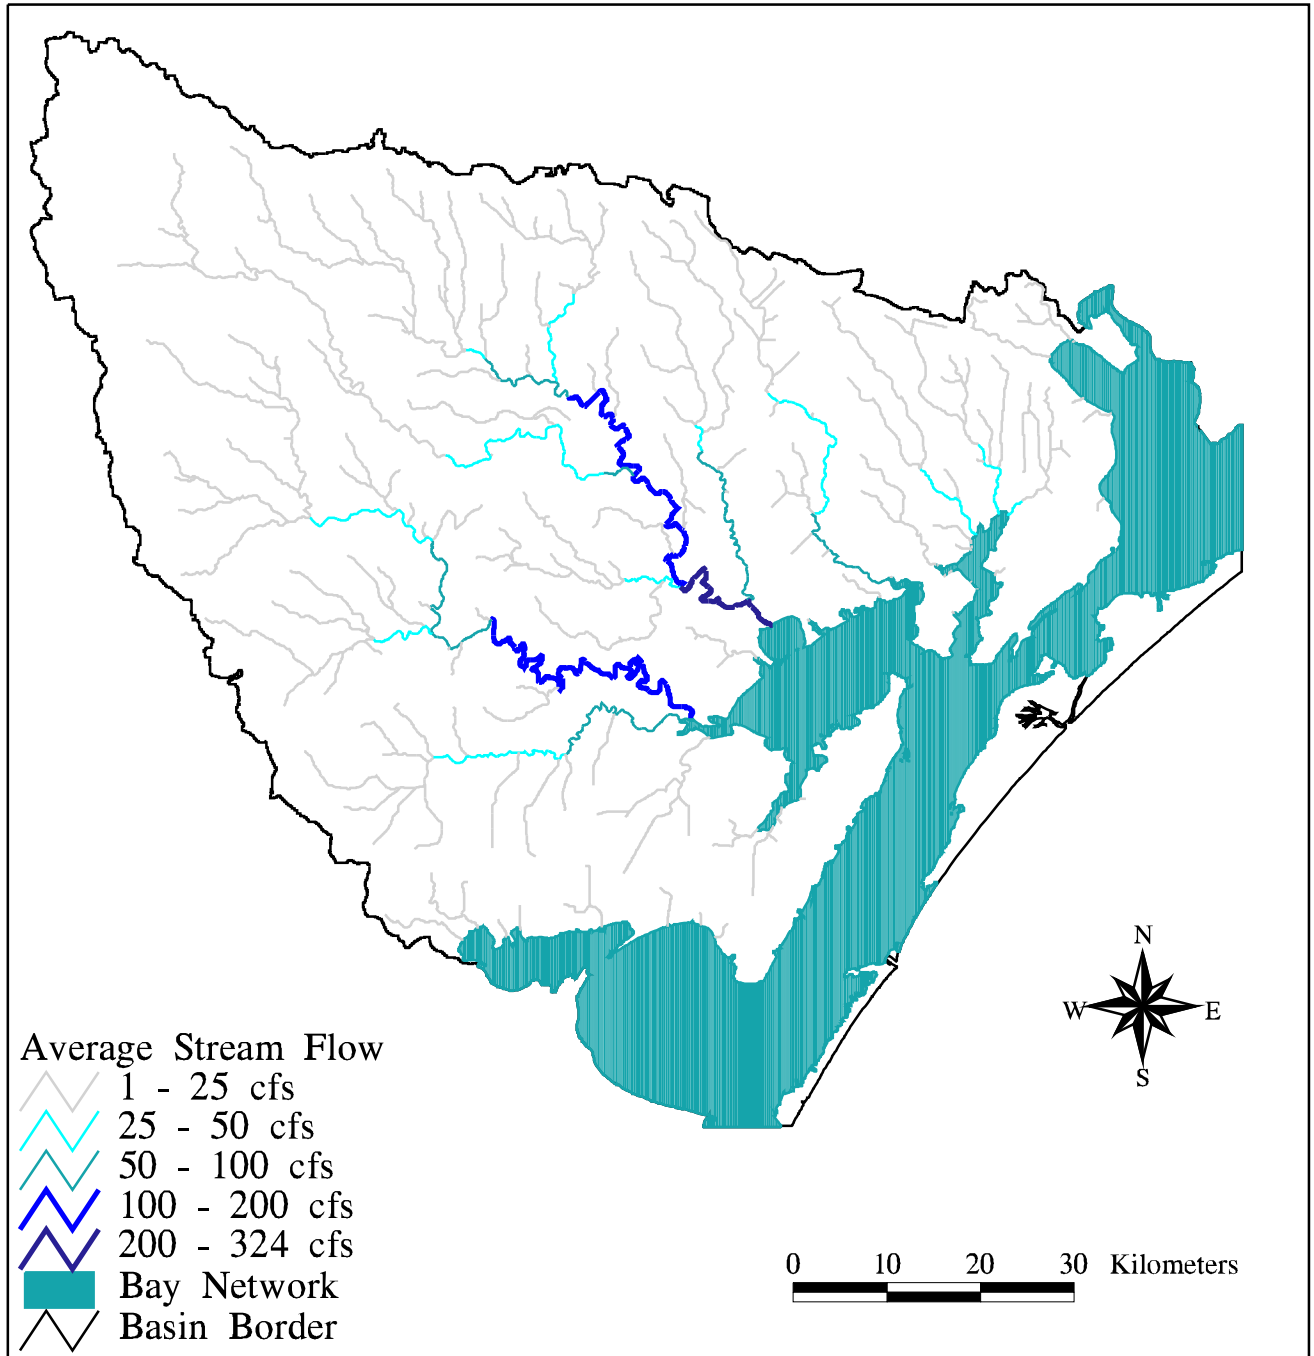 N
W E
S
Average Stream Flow
1 - 25 cfs
25 - 50 cfs
50 - 100 cfs
100 - 200 cfs
200 - 324 cfs
Bay Network
Basin Border
0 10 20 30 Kilometers